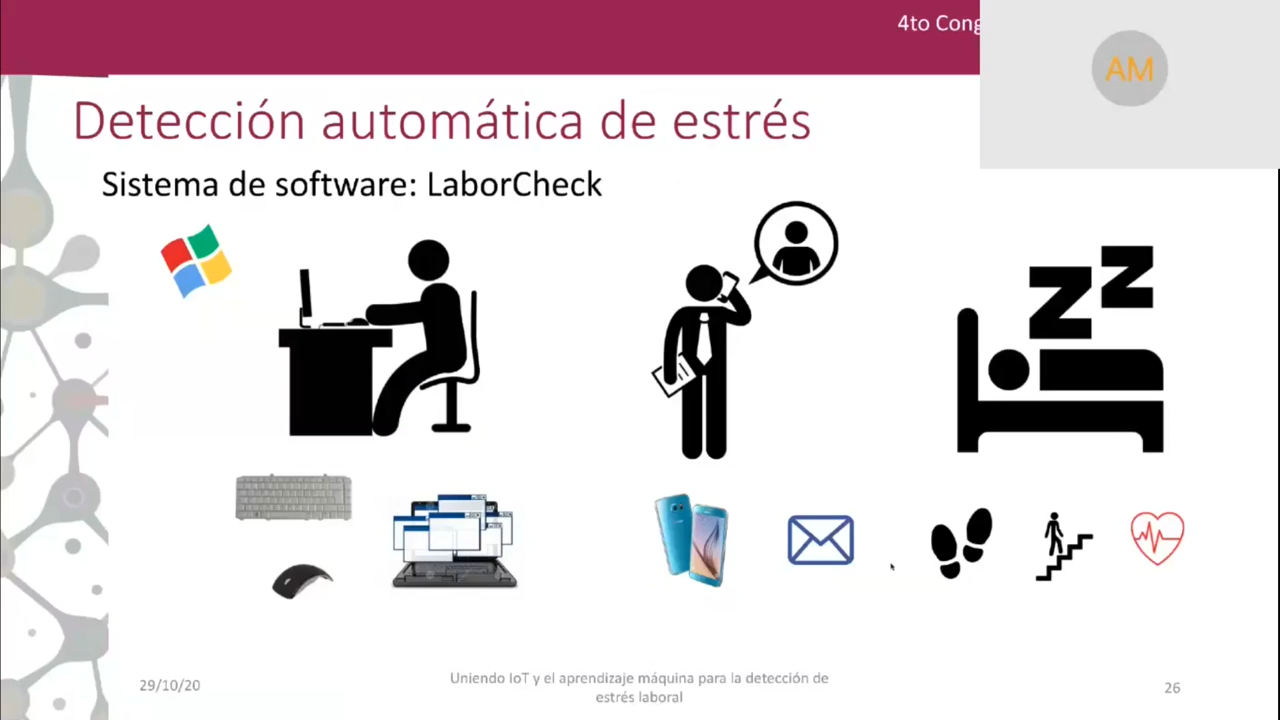 4to Cong
AM
Detección automática de estrés
Sistema de software: LaborCheck
ZZ
29/10/20
Uniendo IoT y el aprendizaje máquina para la detección de
estrés laboral
26